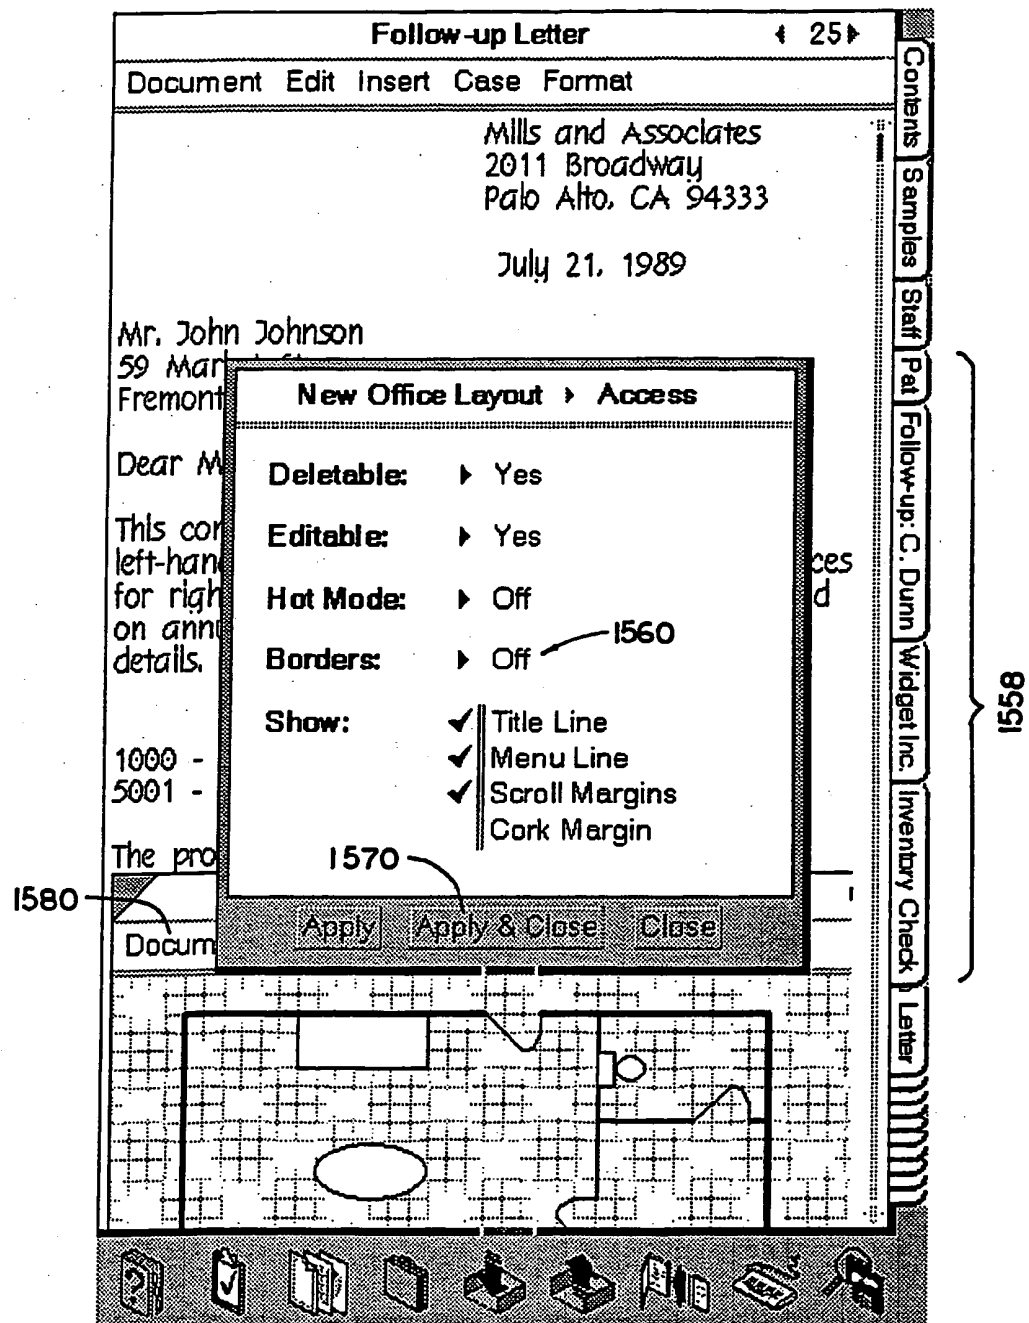 Follow-up Letter 25
Document Edit Insert Case Format
Mills and Associates
2011 Broadway
Palo Alto, CA 94333
July 21, 1989
Mr. John Johnson
59 Mar
Fremont
Dear M
This con
left-hand ces
for righ d
on annu
details.
1000 -
5001 -
The pro
Docum
New Office Layout Access
Deletable: Yes
Editable: Yes
Hot Mode: Off
Borders: Off
Show: Title Line
Menu Line
Scroll Margins
Cork Margin
Apply Apply & Close Close
1560
1570
1580
1558
Contents
Samples
Staff
Pat
Follow-up: C. Dunn
Widget Inc.
Inventory Check
Letter